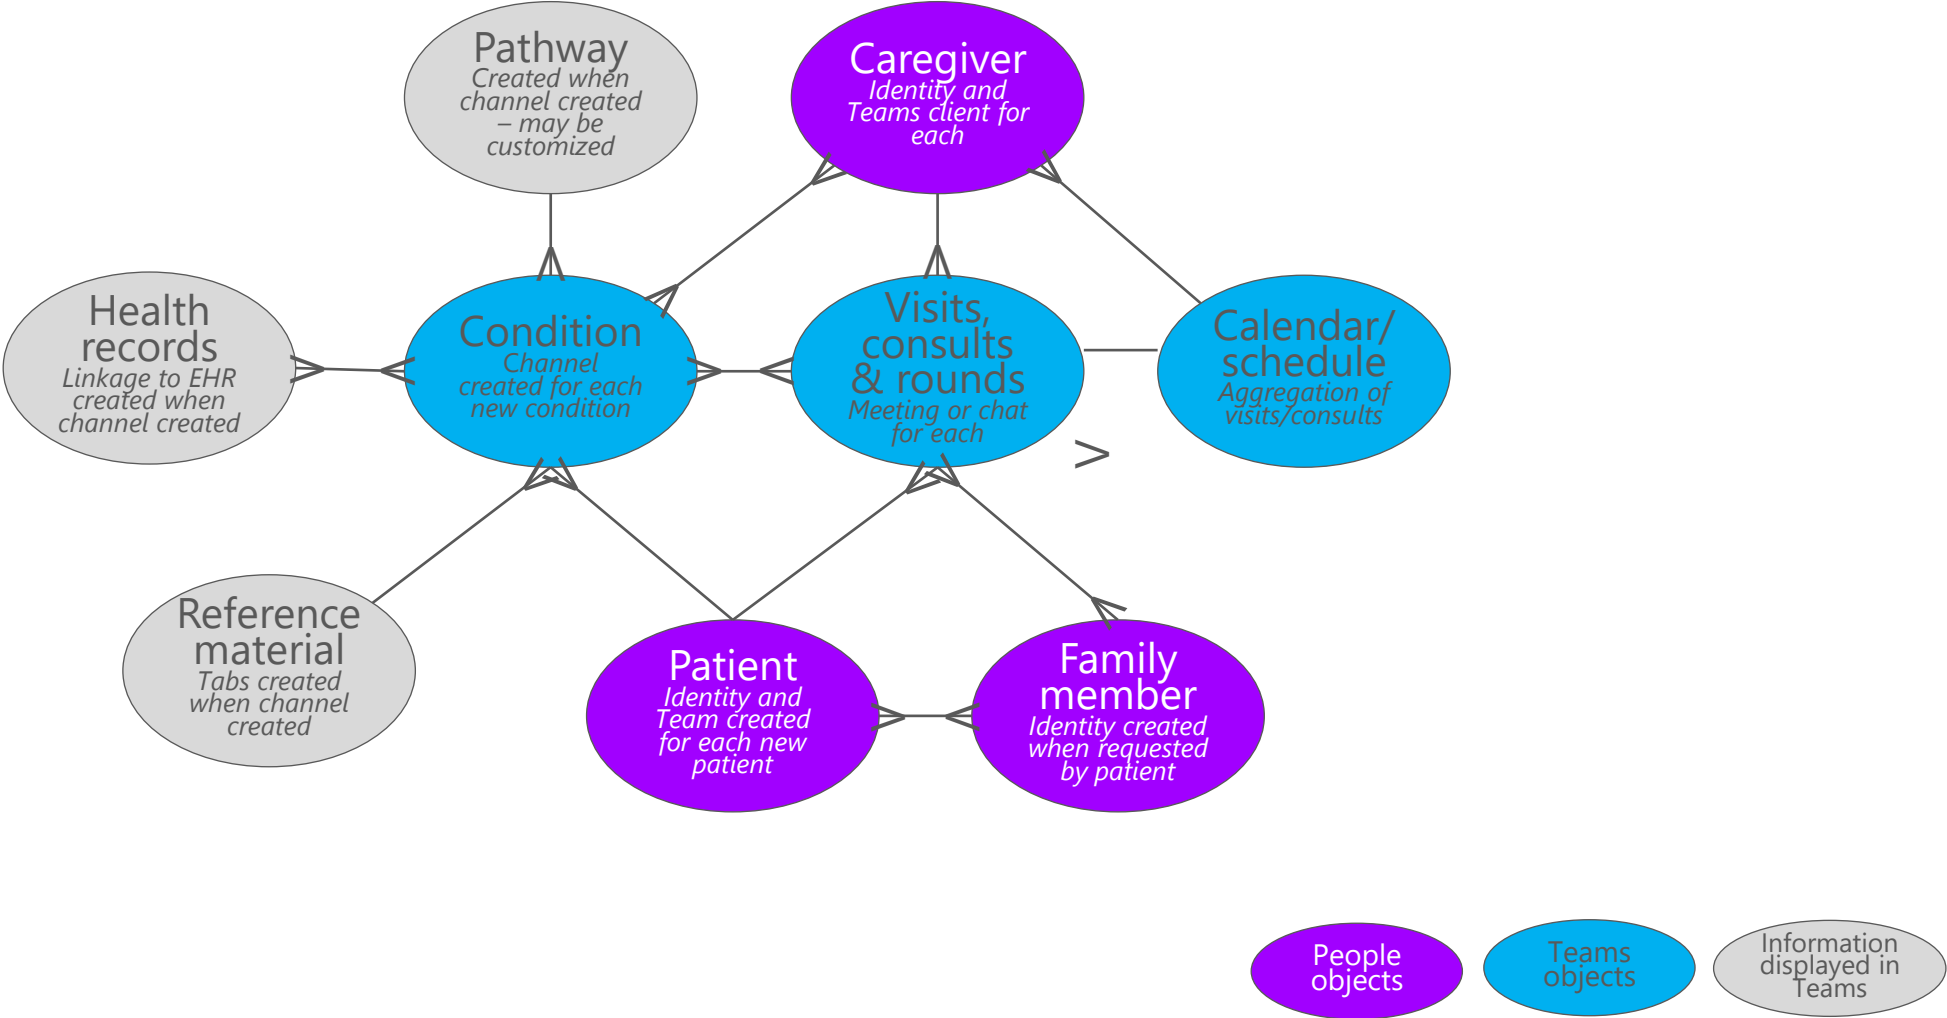 Pathway
Created when
channel created
– may be
customized
Caregiver
Identity and
Teams client for
each
Health
records
Linkage to EHR
created when
channel created
Condition
Channel
created for each
new condition
Visits,
consults
& rounds
Meeting or chat
for each
Calendar/
schedule
Aggregation of
visits/consults
Reference
material
Tabs created
when channel
created
Patient
Identity and
Team created
for each new
patient
Family
member
Identity created
when requested
by patient
People
objects
Teams
objects
Information
displayed in
Teams